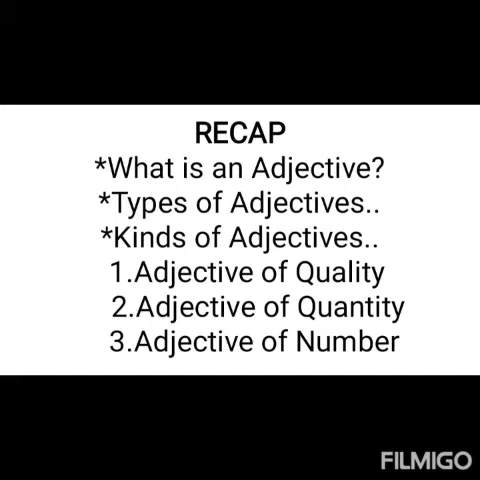 RECAP
*What is an Adjective?
*Types of Adjectives..
*Kinds of Adjectives..
1.Adjective of Quality
2.Adjective of Quantity
3.Adjective of Number
FILMIGO